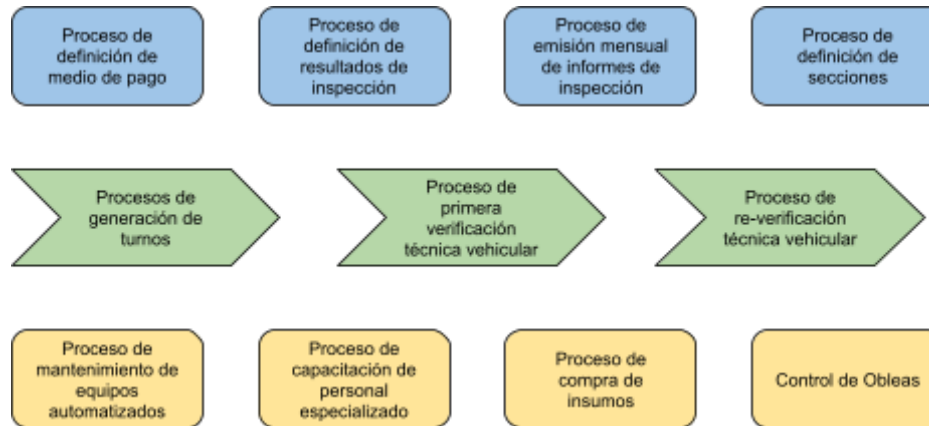 Proceso de
definición de
medio de pago
Proceso de
definición de
resultados de
inspección
Proceso de
emisión mensual
de informes de
inspección
Proceso de
definición de
secciones
Procesos de
generación de
turnos
Proceso de
primera
verificación
técnica vehicular
Proceso de
re-verificación
técnica vehicular
Proceso de
mantenimiento de
equipos
automatizados
Proceso de
capacitación de
personal
especializado
Proceso de
compra de
insumos
Control de Obleas